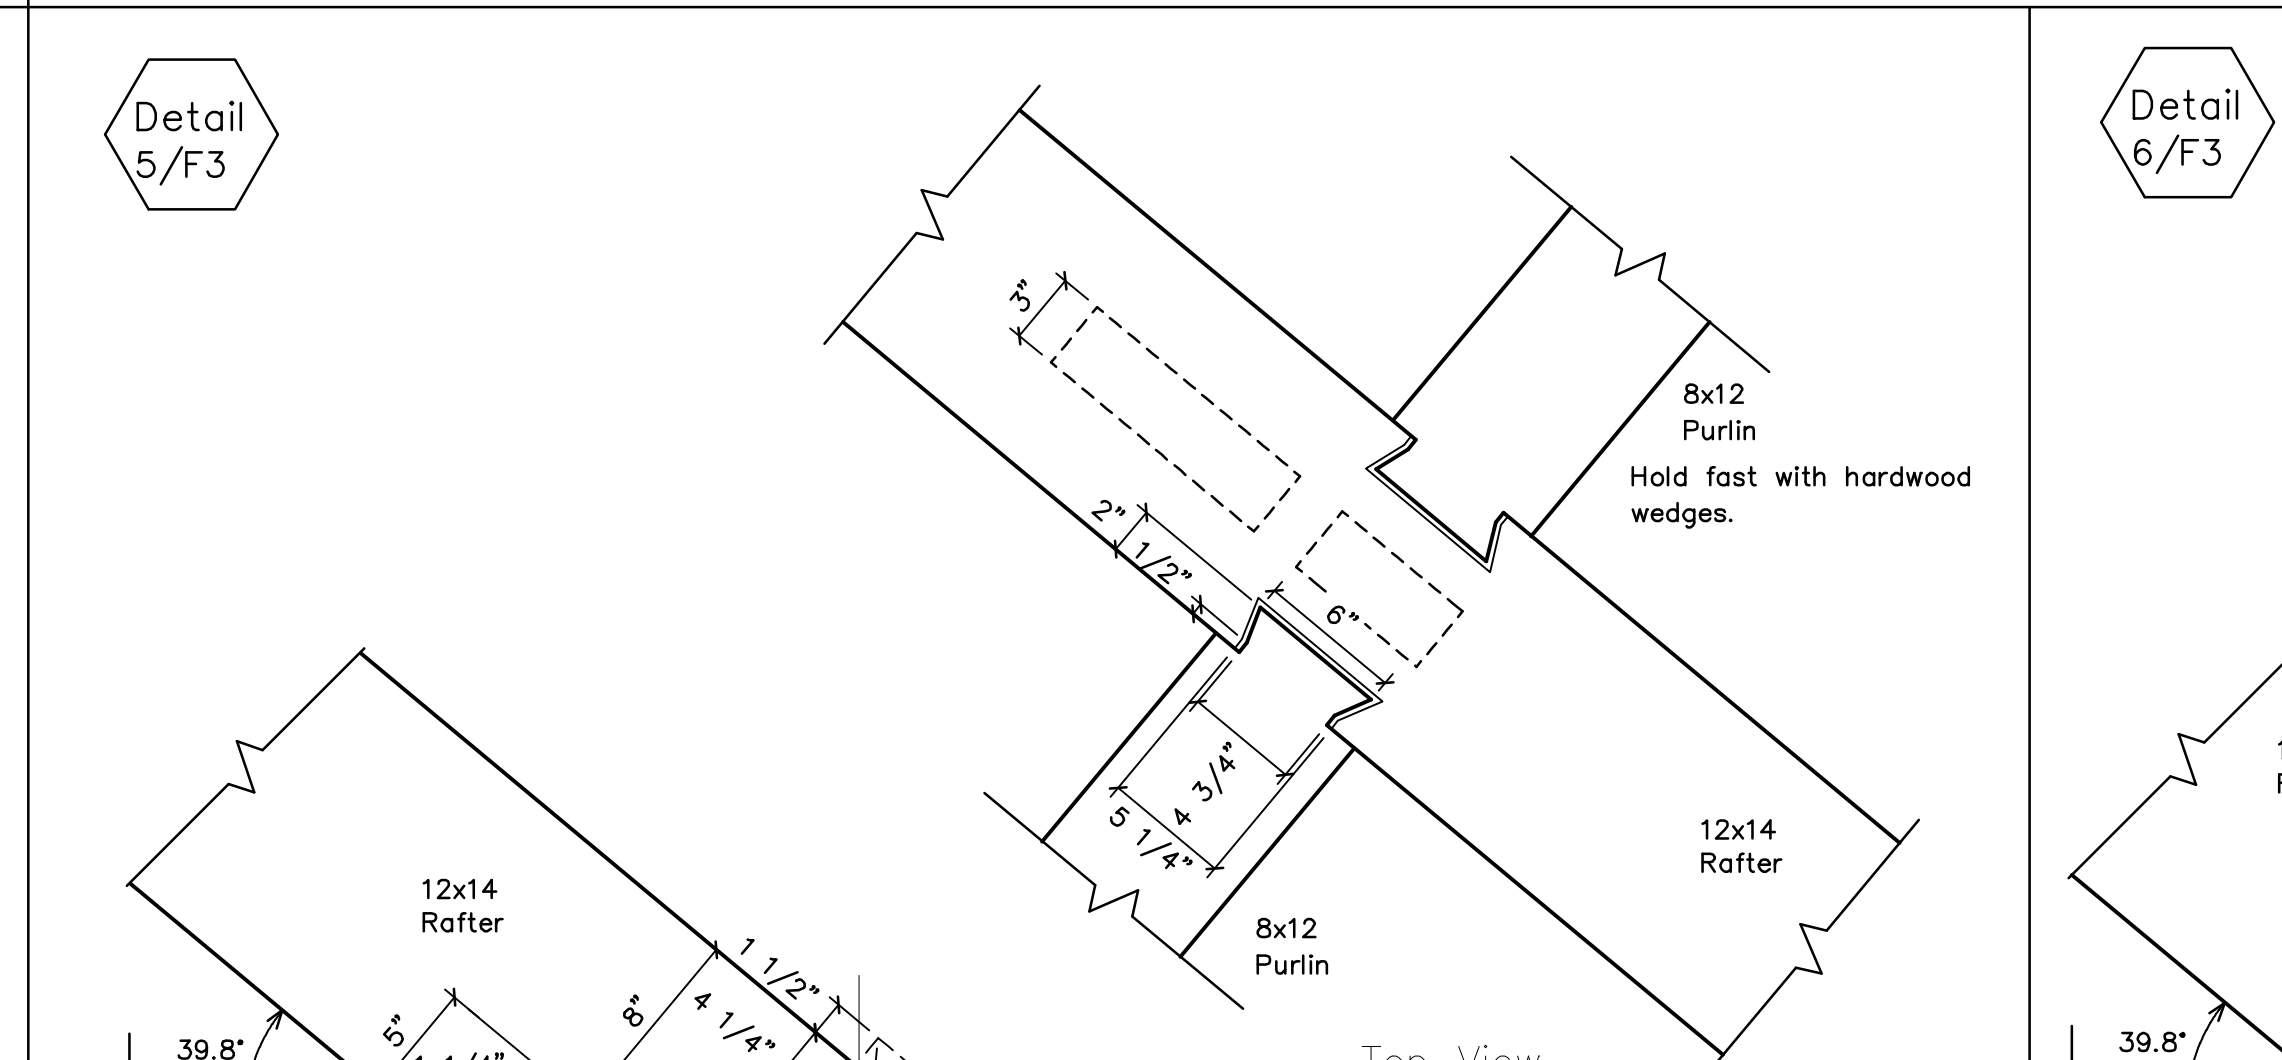 Detail
5/F3
Detail
6/F3
3”
8x12
Purlin
Hold fast with hardwood
wedges.
2”
1/2”
6”
4 3/4”
5 1/4”
12x14
Rafter
12x14
Rafter
8x12
Purlin
1 1/2”
8”
4 1/4”
5”
39.8°
39.8°
Top View